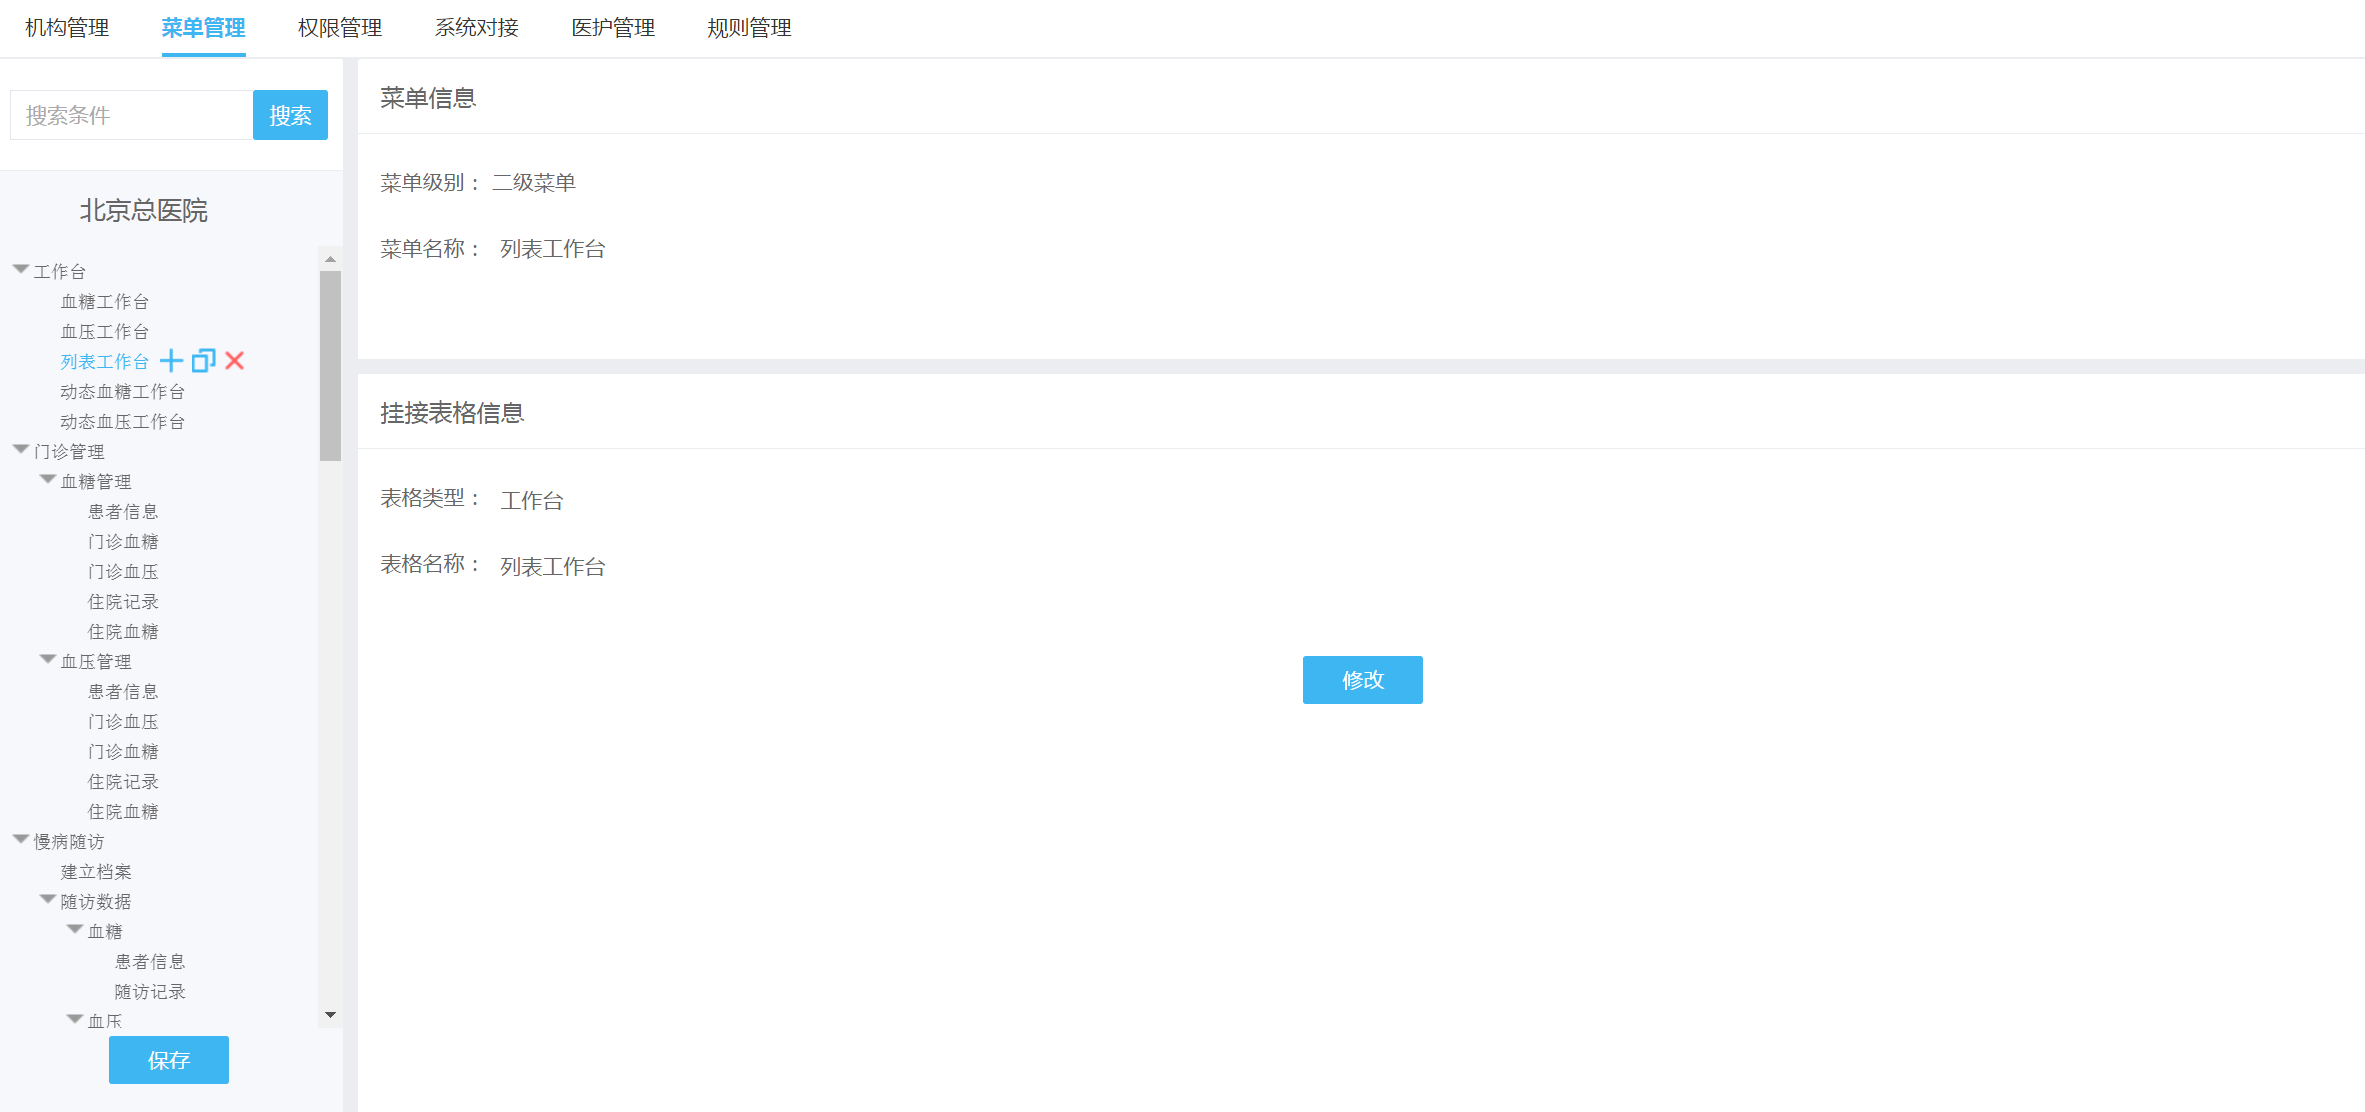 机构管理 菜单管理 权限管理 系统对接 医护管理 规则管理
搜索条件 搜索
北京总医院
工作台
血糖工作台
血压工作台
列表工作台
动态血糖工作台
动态血压工作台
门诊管理
血糖管理
患者信息
门诊血糖
门诊血压
住院记录
住院血糖
血压管理
患者信息
门诊血压
门诊血糖
住院记录
住院血糖
慢病随访
建立档案
随访数据
血糖
患者信息
随访记录
血压
保存
菜单信息
菜单级别： 二级菜单
菜单名称： 列表工作台
挂接表格信息
表格类型： 工作台
表格名称： 列表工作台
修改